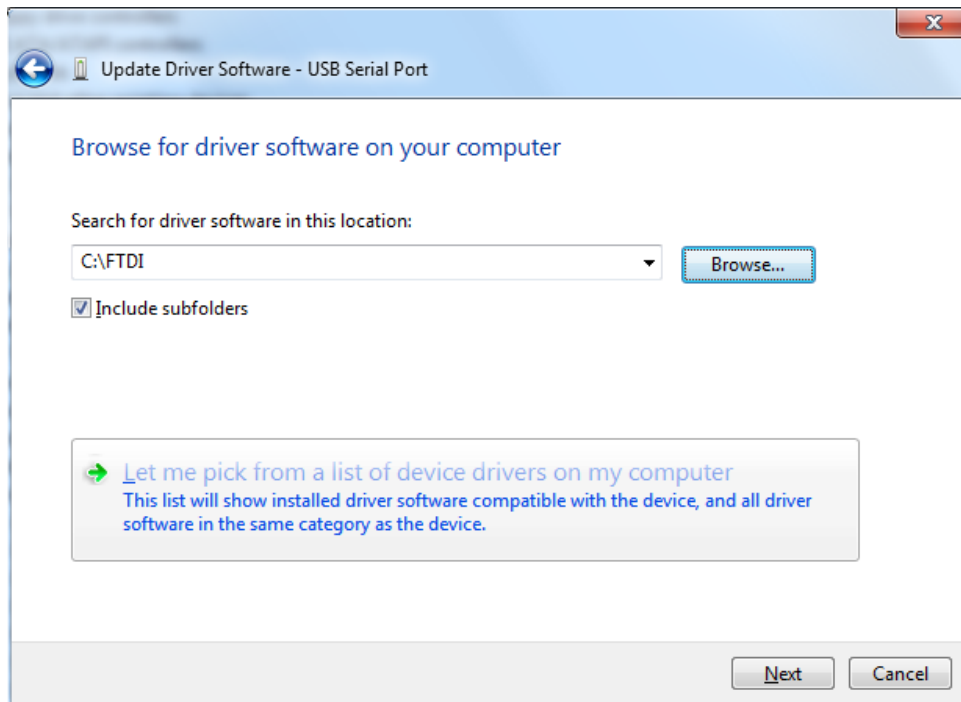 Update Driver Software - USB Serial Port
Browse for driver software on your computer
Search for driver software in this location:
C:\FTDI
Browse...
Include subfolders
Let me pick from a list of device drivers on my computer
This list will show installed driver software compatible with the device, and all driver
software in the same category as the device.
Next
Cancel